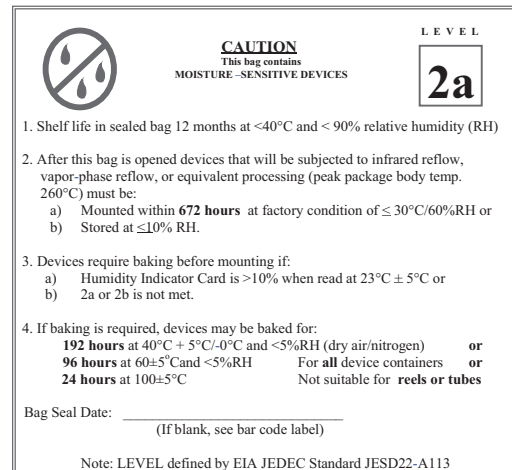 LEVEL
CAUTION
This bag contains
MOISTURE –SENSITIVE DEVICES
2a
1. Shelf life in sealed bag 12 months at <40°C and < 90% relative humidity (RH)
2. After this bag is opened devices that will be subjected to infrared reflow,
vapor-phase reflow, or equivalent processing (peak package body temp.
260°C) must be:
a) Mounted within 672 hours at factory condition of ≤ 30°C/60%RH or
b) Stored at ≤10% RH.
3. Devices require baking before mounting if:
a) Humidity Indicator Card is >10% when read at 23°C ± 5°C or
b) 2a or 2b is not met.
4. If baking is required, devices may be baked for:
192 hours at 40°C + 5°C/-0°C and <5%RH (dry air/nitrogen) or
96 hours at 60±5°Cand <5%RH For all device containers or
24 hours at 100±5°C Not suitable for reels or tubes
Bag Seal Date: ______________________________
(If blank, see bar code label)
Note: LEVEL defined by EIA JEDEC Standard JESD22-A113